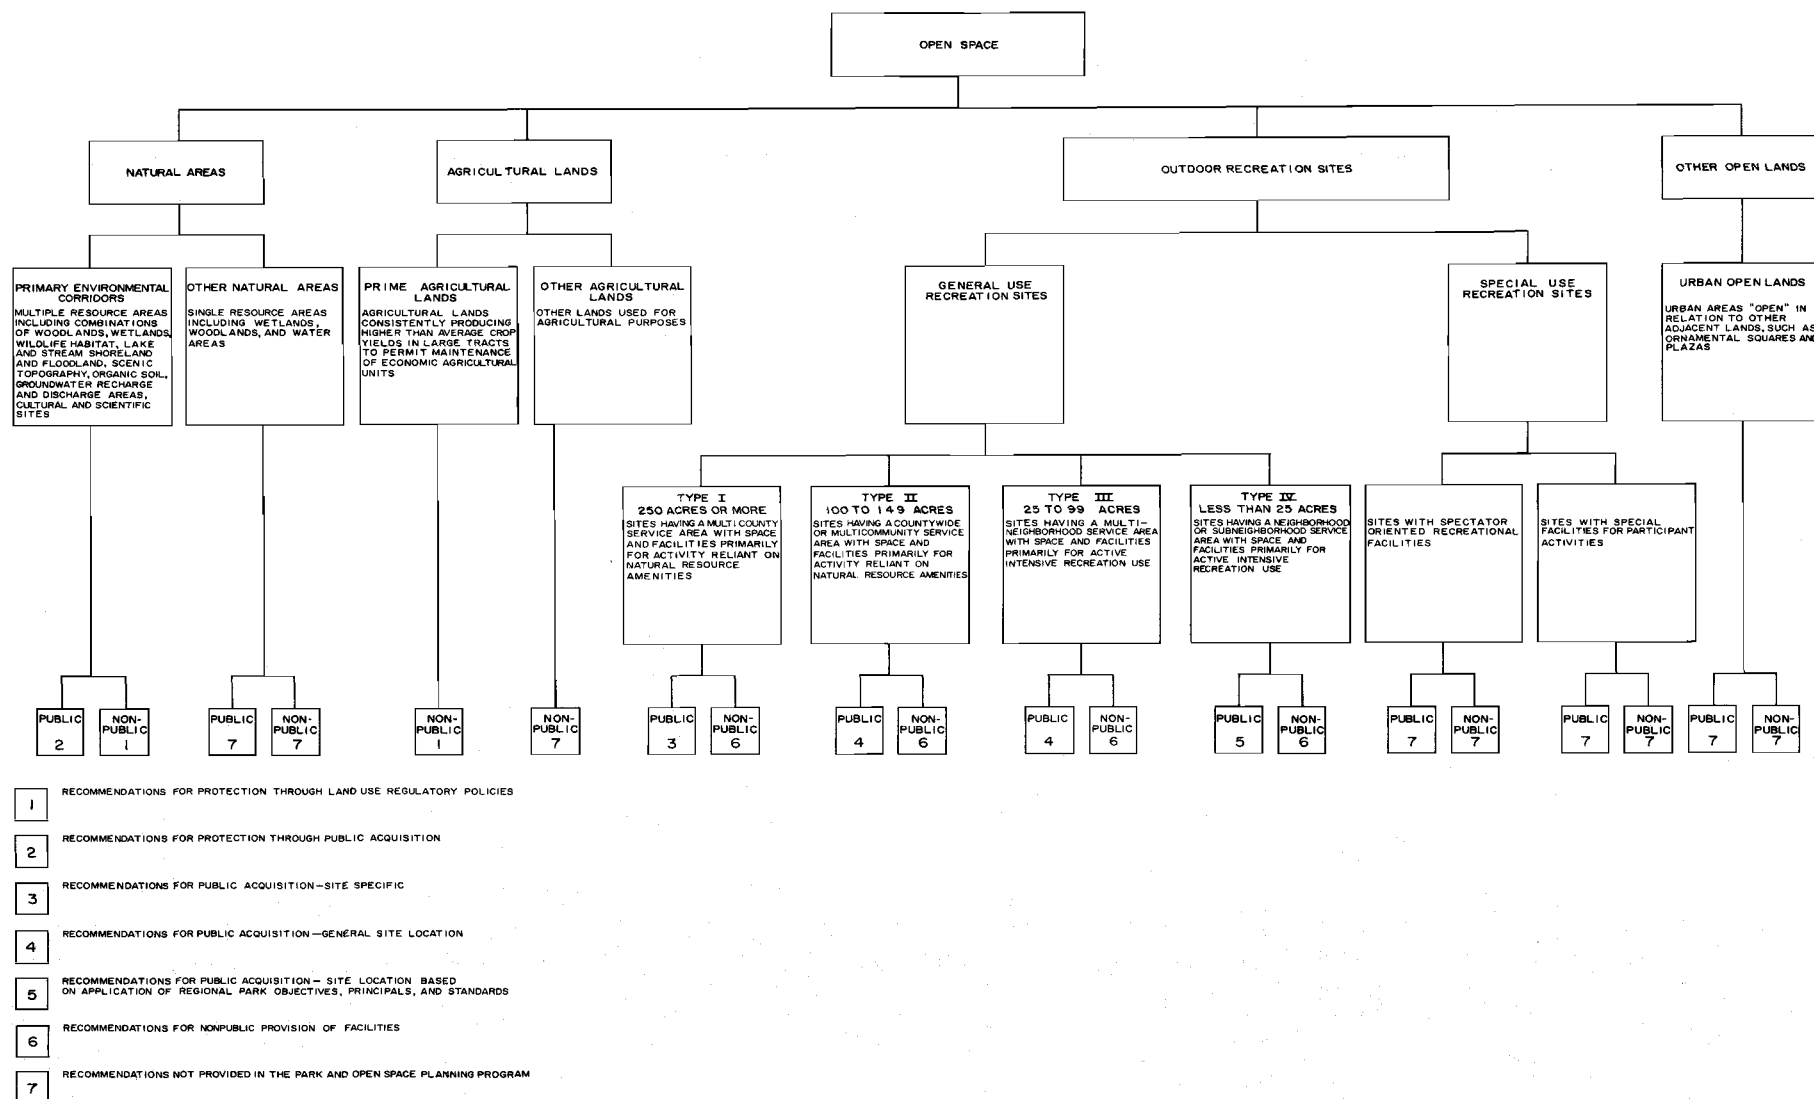 OPEN SPACE
NATURAL AREAS
AGRICULTURAL LANDS
OUTDOOR RECREATION SITES
OTHER OPEN LANDS
PRIMARY ENVIRONMENTAL
CORRIDORS
MULTIPLE RESOURCE AREAS
INCLUDING COMBINATIONS
OF WOODLANDS, WETLANDS,
WILDLIFE HABITAT, LAKE
AND STREAM SHORELAND
AND FLOODLAND, SCENIC
TOPOGRAPHY, ORGANIC SOIL,
GROUNDWATER RECHARGE
AND DISCHARGE AREAS,
CULTURAL AND SCIENTIFIC
SITES
OTHER NATURAL AREAS
SINGLE RESOURCE AREAS
INCLUDING WETLANDS,
WOODLANDS, AND WATER
AREAS
PRIME AGRICULTURAL
LANDS
AGRICULTURAL LANDS
CONSISTENTLY PRODUCING
HIGHER THAN AVERAGE CROP
YIELDS IN LARGE TRACTS
TO PERMIT MAINTENANCE
OF ECONOMIC AGRICULTURAL
UNITS
OTHER AGRICULTURAL
LANDS
OTHER LANDS USED FOR
AGRICULTURAL PURPOSES
GENERAL USE
RECREATION SITES
SPECIAL USE
RECREATION SITES
URBAN OPEN LANDS
URBAN AREAS "OPEN" IN
RELATION TO OTHER
ADJACENT LANDS, SUCH AS
ORNAMENTAL SQUARES AND
PLAZAS
TYPE I
250 ACRES OR MORE
SITES HAVING A MULTI COUNTY
SERVICE AREA WITH SPACE
AND FACILITIES PRIMARILY
FOR ACTIVITY RELIANT ON
NATURAL RESOURCE
AMENITIES
TYPE II
100 TO 149 ACRES
SITES HAVING A COUNTYWIDE
OR MULTICOMMUNITY SERVICE
AREA WITH SPACE AND
FACILITIES PRIMARILY FOR
ACTIVITY RELIANT ON
NATURAL RESOURCE AMENITIES
TYPE III
25 TO 99 ACRES
SITES HAVING A MULTI-
NEIGHBORHOOD SERVICE AREA
WITH SPACE AND FACILITIES
PRIMARILY FOR ACTIVE
INTENSIVE RECREATION USE
TYPE IV
LESS THAN 25 ACRES
SITES HAVING A NEIGHBORHOOD
OR SUBNEIGHBORHOOD SERVICE
AREA WITH SPACE AND
FACILITIES PRIMARILY FOR
ACTIVE INTENSIVE
RECREATION USE
SITES WITH SPECTATOR
ORIENTED RECREATIONAL
FACILITIES
SITES WITH SPECIAL
FACILITIES FOR PARTICIPANT
ACTIVITIES
PUBLIC
2
NON-
PUBLIC
1
PUBLIC
7
NON-
PUBLIC
7
NON-
PUBLIC
1
NON-
PUBLIC
7
PUBLIC
3
NON-
PUBLIC
6
PUBLIC
4
NON-
PUBLIC
6
PUBLIC
4
NON-
PUBLIC
6
PUBLIC
5
NON-
PUBLIC
6
PUBLIC
7
NON-
PUBLIC
7
PUBLIC
7
NON-
PUBLIC
7
PUBLIC
7
NON-
PUBLIC
7
1 RECOMMENDATIONS FOR PROTECTION THROUGH LAND USE REGULATORY POLICIES
2 RECOMMENDATIONS FOR PROTECTION THROUGH PUBLIC ACQUISITION
3 RECOMMENDATIONS FOR PUBLIC ACQUISITION—SITE SPECIFIC
4 RECOMMENDATIONS FOR PUBLIC ACQUISITION—GENERAL SITE LOCATION
5 RECOMMENDATIONS FOR PUBLIC ACQUISITION— SITE LOCATION BASED
ON APPLICATION OF REGIONAL PARK OBJECTIVES, PRINCIPALS, AND STANDARDS
6 RECOMMENDATIONS FOR NONPUBLIC PROVISION OF FACILITIES
7 RECOMMENDATIONS NOT PROVIDED IN THE PARK AND OPEN SPACE PLANNING PROGRAM